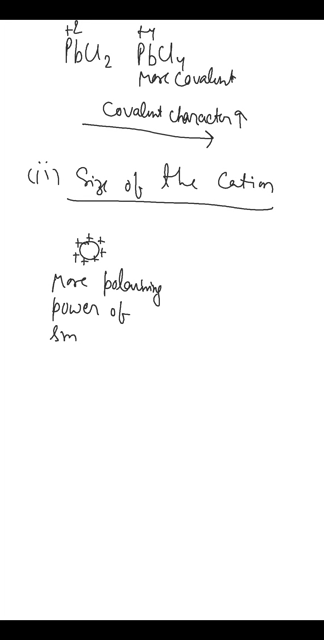 +2 +4
PbCl2 PbCl4
More Covalent
Covalent character↑
(ii) Size of the Cation
+ + + + + + +
More polarising
power of
sm